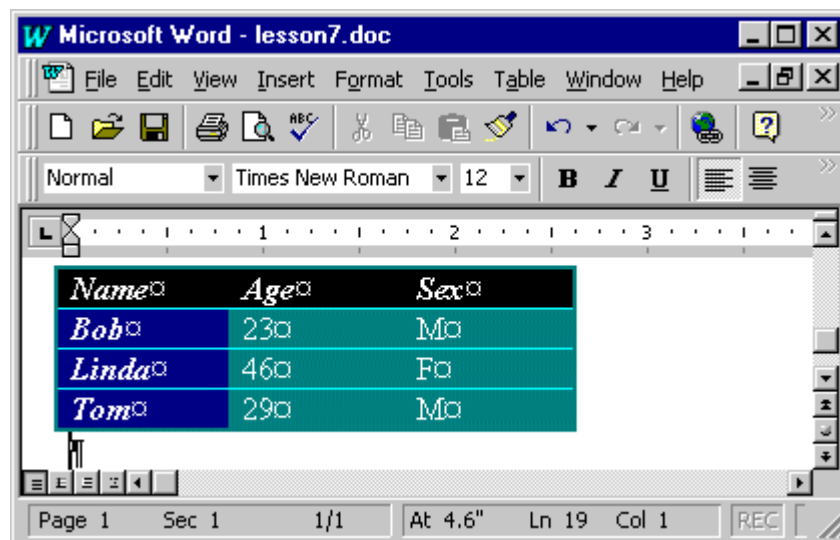 Microsoft Word - lesson7.doc
File Edit View Insert Format Tools Table Window Help
ABC
Normal Times New Roman 12 B I U
1 2 3
Name¤ Age¤ Sex¤
Bob¤ 23¤ M¤
Linda¤ 46¤ F¤
Tom¤ 29¤ M¤
¶
Page 1 Sec 1 1/1 At 4.6" Ln 19 Col 1 REC